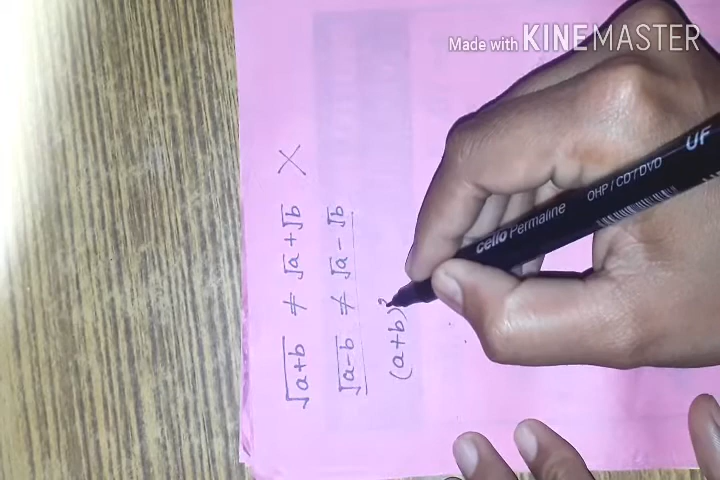 Made with KINEMASTER
√a+b ≠ √a + √b ×
√a-b ≠ √a - √b
(a+b)²
cello Permaline OHP / CD / DVD UF